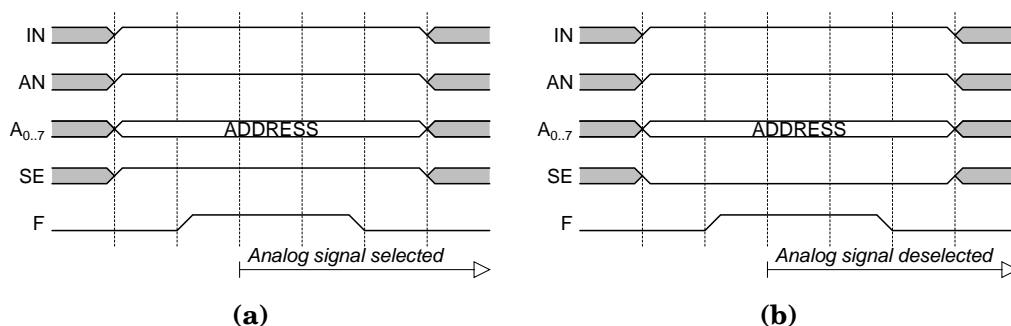 IN
AN
A0..7 ADDRESS
SE
F
Analog signal selected
(a)
IN
AN
A0..7 ADDRESS
SE
F
Analog signal deselected
(b)